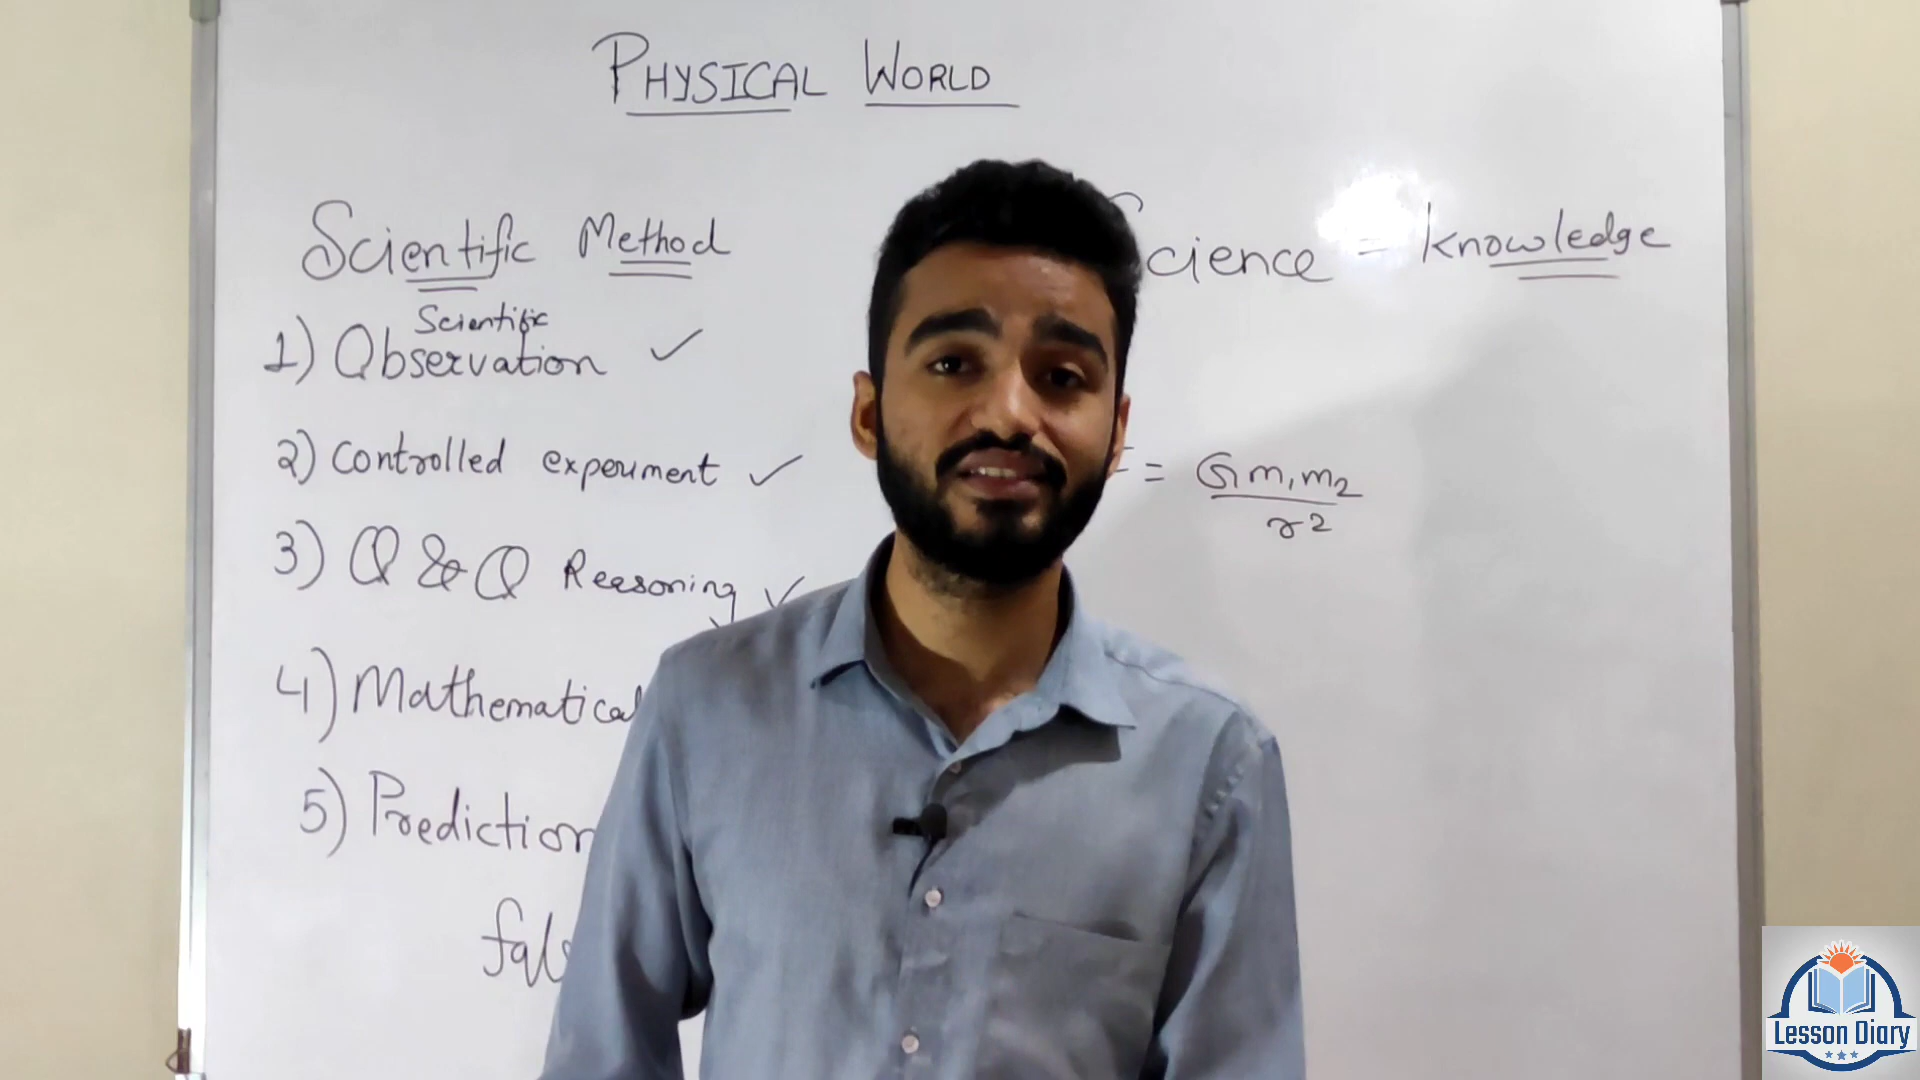 PHYSICAL WORLD
Scientific Method
Science = knowledge
Scientific
1) Observation ✓
2) Controlled experiment ✓
F = Gm1m2
r2
3) Q & Q Reasoning ✓
4) Mathematical
5) Prediction
fals
Lesson Diary